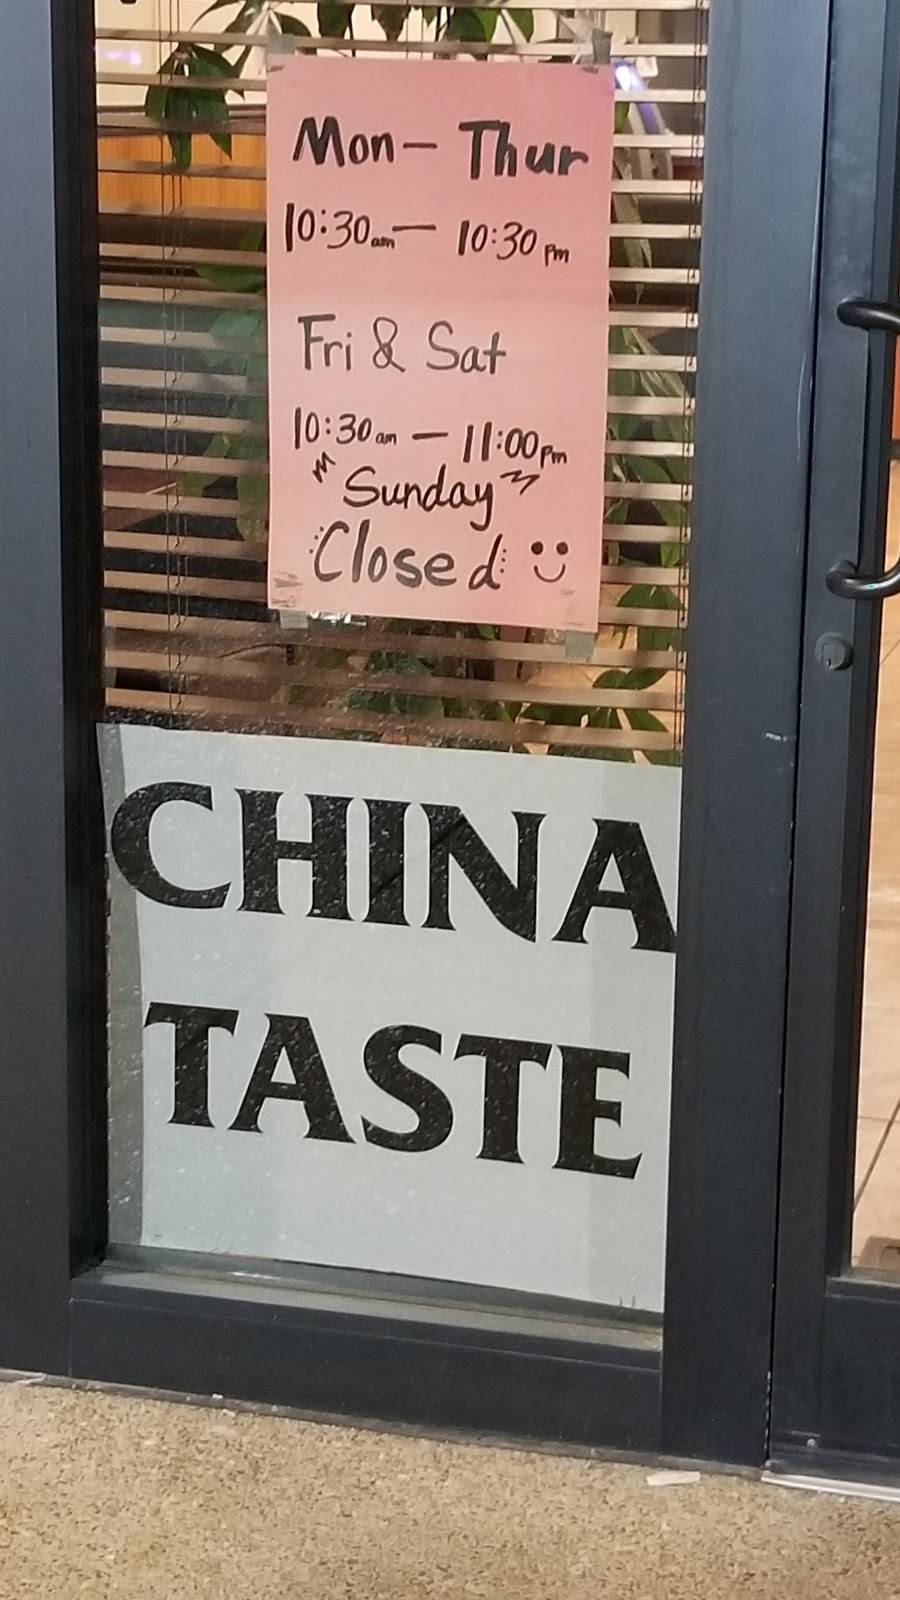 Mon - Thur
10:30am - 10:30pm
Fri & Sat
10:30am - 11:00pm
Sunday
Closed
CHINA
TASTE